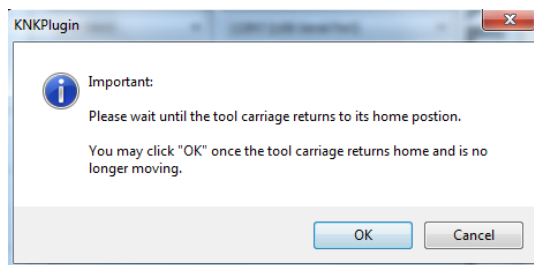 KNKPlugin
Important:
Please wait until the tool carriage returns to its home postion.
You may click "OK" once the tool carriage returns home and is no
longer moving.
OK
Cancel